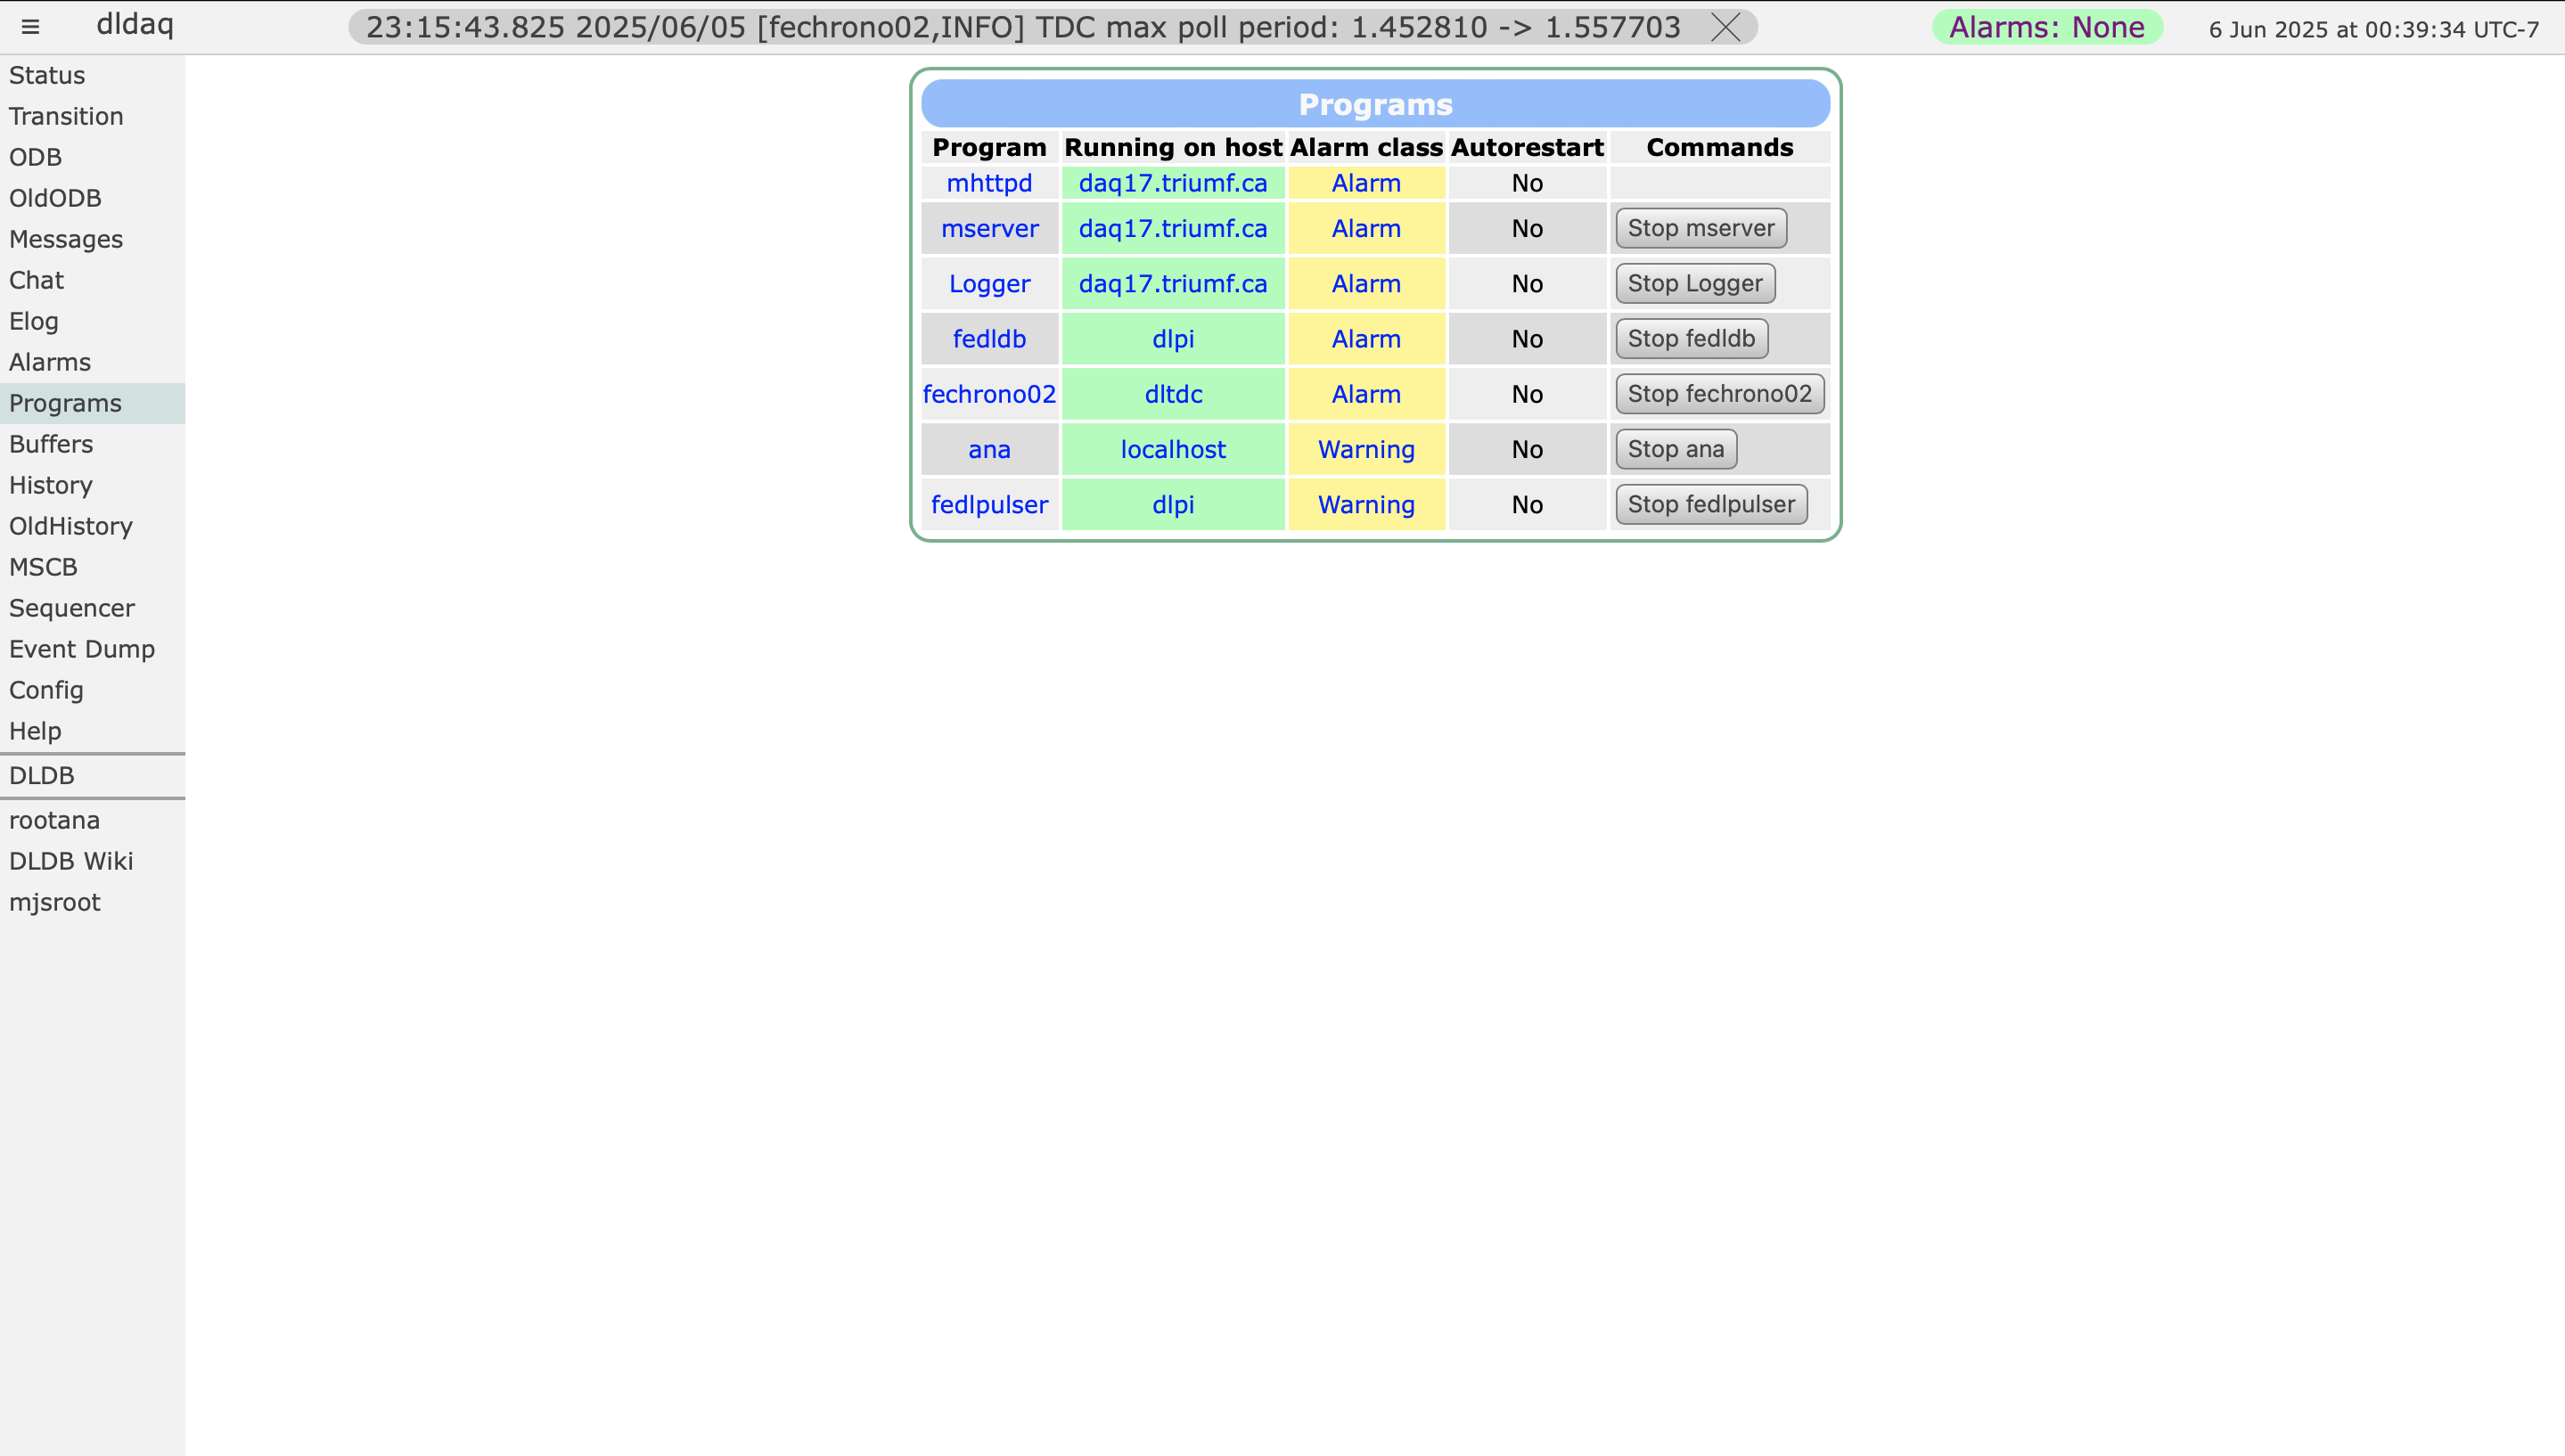 ≡ dldaq 23:15:43.825 2025/06/05 [fechrono02,INFO] TDC max poll period: 1.452810 -> 1.557703 Alarms: None 6 Jun 2025 at 00:39:34 UTC-7
Status
Transition
ODB
OldODB
Messages
Chat
Elog
Alarms
Programs
Buffers
History
OldHistory
MSCB
Sequencer
Event Dump
Config
Help
DLDB
rootana
DLDB Wiki
mjsroot
Programs
Program Running on host Alarm class Autorestart Commands
mhttpd daq17.triumf.ca Alarm No
mserver daq17.triumf.ca Alarm No Stop mserver
Logger daq17.triumf.ca Alarm No Stop Logger
fedldb dlpi Alarm No Stop fedldb
fechrono02 dltdc Alarm No Stop fechrono02
ana localhost Warning No Stop ana
fedlpulser dlpi Warning No Stop fedlpulser